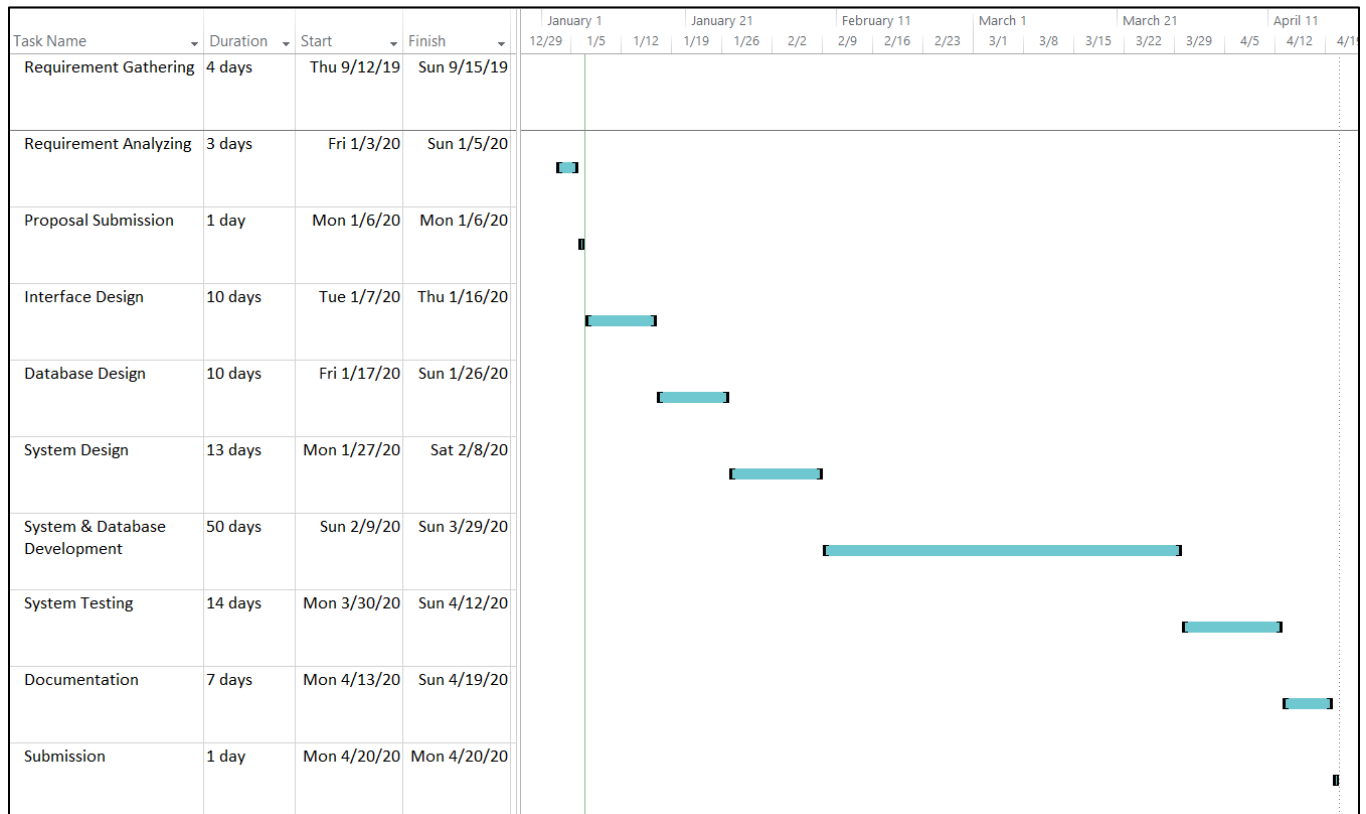 January 1 January 21 February 11 March 1 March 21 April 11
Task Name Duration Start Finish 12/29 1/5 1/12 1/19 1/26 2/2 2/9 2/16 2/23 3/1 3/8 3/15 3/22 3/29 4/5 4/12 4/19
Requirement Gathering 4 days Thu 9/12/19 Sun 9/15/19
Requirement Analyzing 3 days Fri 1/3/20 Sun 1/5/20
Proposal Submission 1 day Mon 1/6/20 Mon 1/6/20
Interface Design 10 days Tue 1/7/20 Thu 1/16/20
Database Design 10 days Fri 1/17/20 Sun 1/26/20
System Design 13 days Mon 1/27/20 Sat 2/8/20
System & Database 50 days Sun 2/9/20 Sun 3/29/20
Development
System Testing 14 days Mon 3/30/20 Sun 4/12/20
Documentation 7 days Mon 4/13/20 Sun 4/19/20
Submission 1 day Mon 4/20/20 Mon 4/20/20